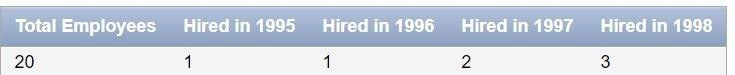 Total Employees Hired in 1995 Hired in 1996 Hired in 1997 Hired in 1998
20 1 1 2 3